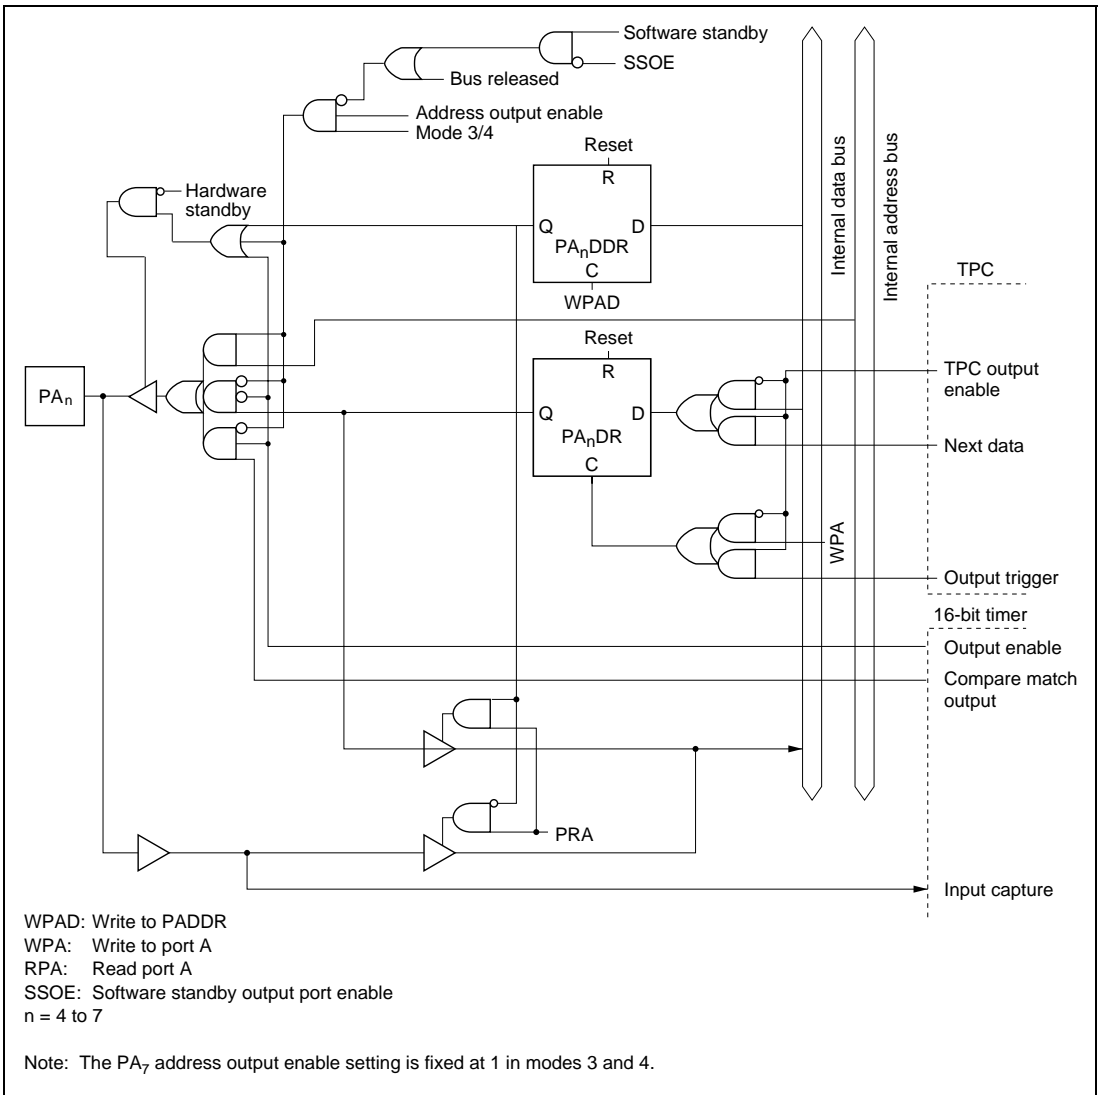 Software standby
SSOE
Bus released
Address output enable
Mode 3/4
Reset
R
Hardware
standby
Q
D
PAnDDR
C
WPAD
Internal data bus
Internal address bus
TPC
Reset
R
TPC output
enable
PAn
Q
D
PAnDR
C
Next data
WPA
Output trigger
16-bit timer
Output enable
Compare match
output
PRA
Input capture
WPAD: Write to PADDR
WPA: Write to port A
RPA: Read port A
SSOE: Software standby output port enable
n = 4 to 7
Note: The PA7 address output enable setting is fixed at 1 in modes 3 and 4.